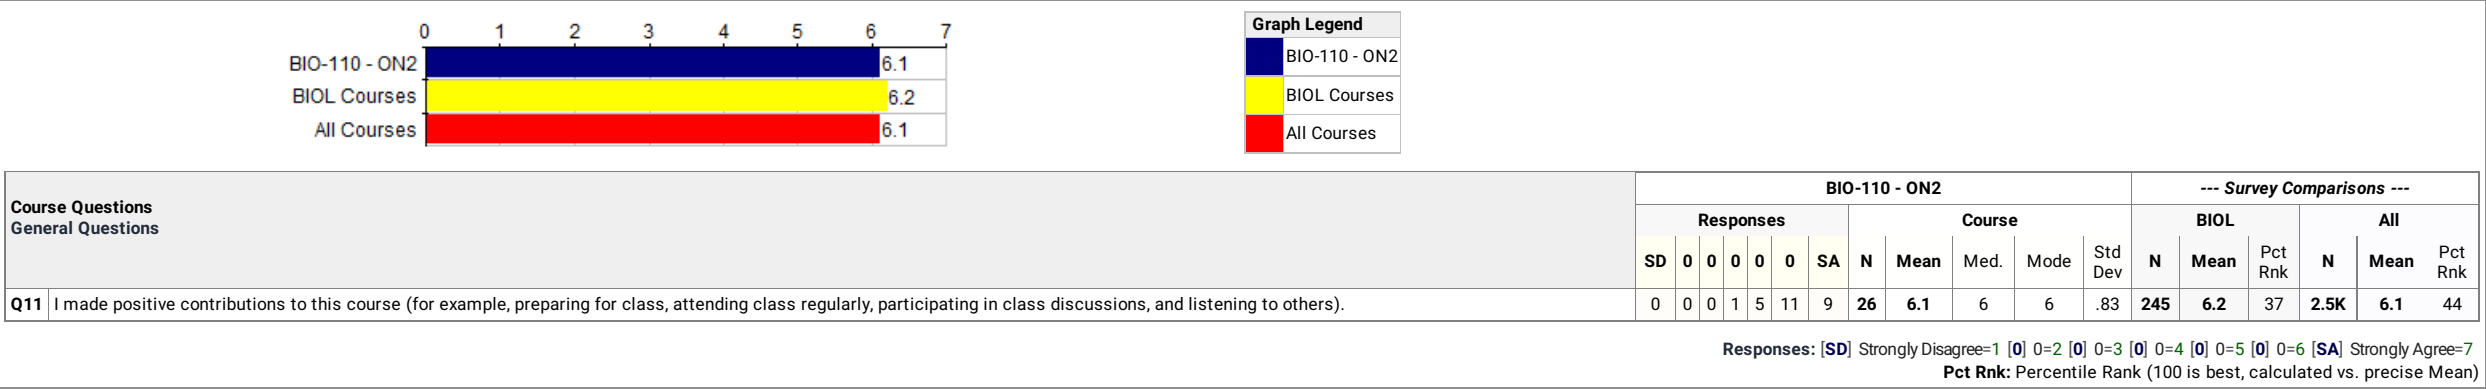 0 1 2 3 4 5 6 7
BIO-110 - ON2 6.1
BIOL Courses 6.2
All Courses 6.1
Graph Legend
BIO-110 - ON2
BIOL Courses
All Courses
Course Questions
General Questions
BIO-110 - ON2 --- Survey Comparisons ---
Responses Course BIOL All
SD 0 0 0 0 0 SA N Mean Med. Mode Std Dev N Mean Pct Rnk N Mean Pct Rnk
Q11 I made positive contributions to this course (for example, preparing for class, attending class regularly, participating in class discussions, and listening to others). 0 0 0 1 5 11 9 26 6.1 6 6 .83 245 6.2 37 2.5K 6.1 44
Responses: [SD] Strongly Disagree=1 [0] 0=2 [0] 0=3 [0] 0=4 [0] 0=5 [0] 0=6 [SA] Strongly Agree=7
Pct Rnk: Percentile Rank (100 is best, calculated vs. precise Mean)